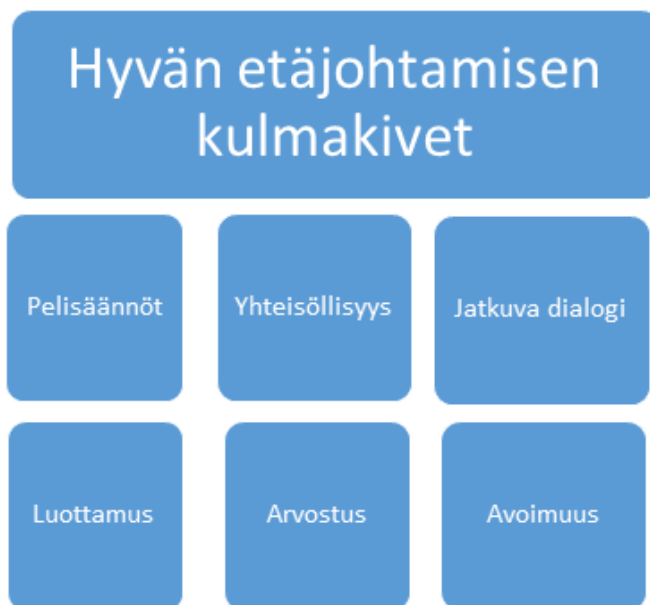 Hyvän etäjohtamisen
kulmakivet
Pelisäännöt
Yhteisöllisyys
Jatkuva dialogi
Luottamus
Arvostus
Avoimuus